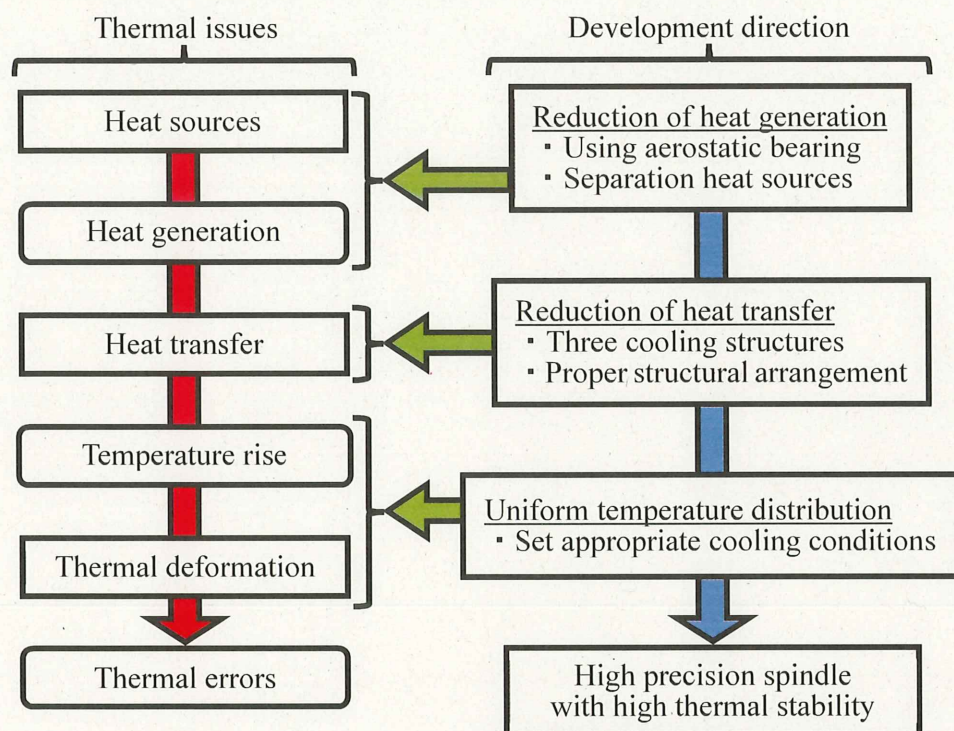 Thermal issues
Heat sources
Heat generation
Heat transfer
Temperature rise
Thermal deformation
Thermal errors
Development direction
Reduction of heat generation
▪ Using aerostatic bearing
▪ Separation heat sources
Reduction of heat transfer
▪ Three cooling structures
▪ Proper structural arrangement
Uniform temperature distribution
▪ Set appropriate cooling conditions
High precision spindle
with high thermal stability